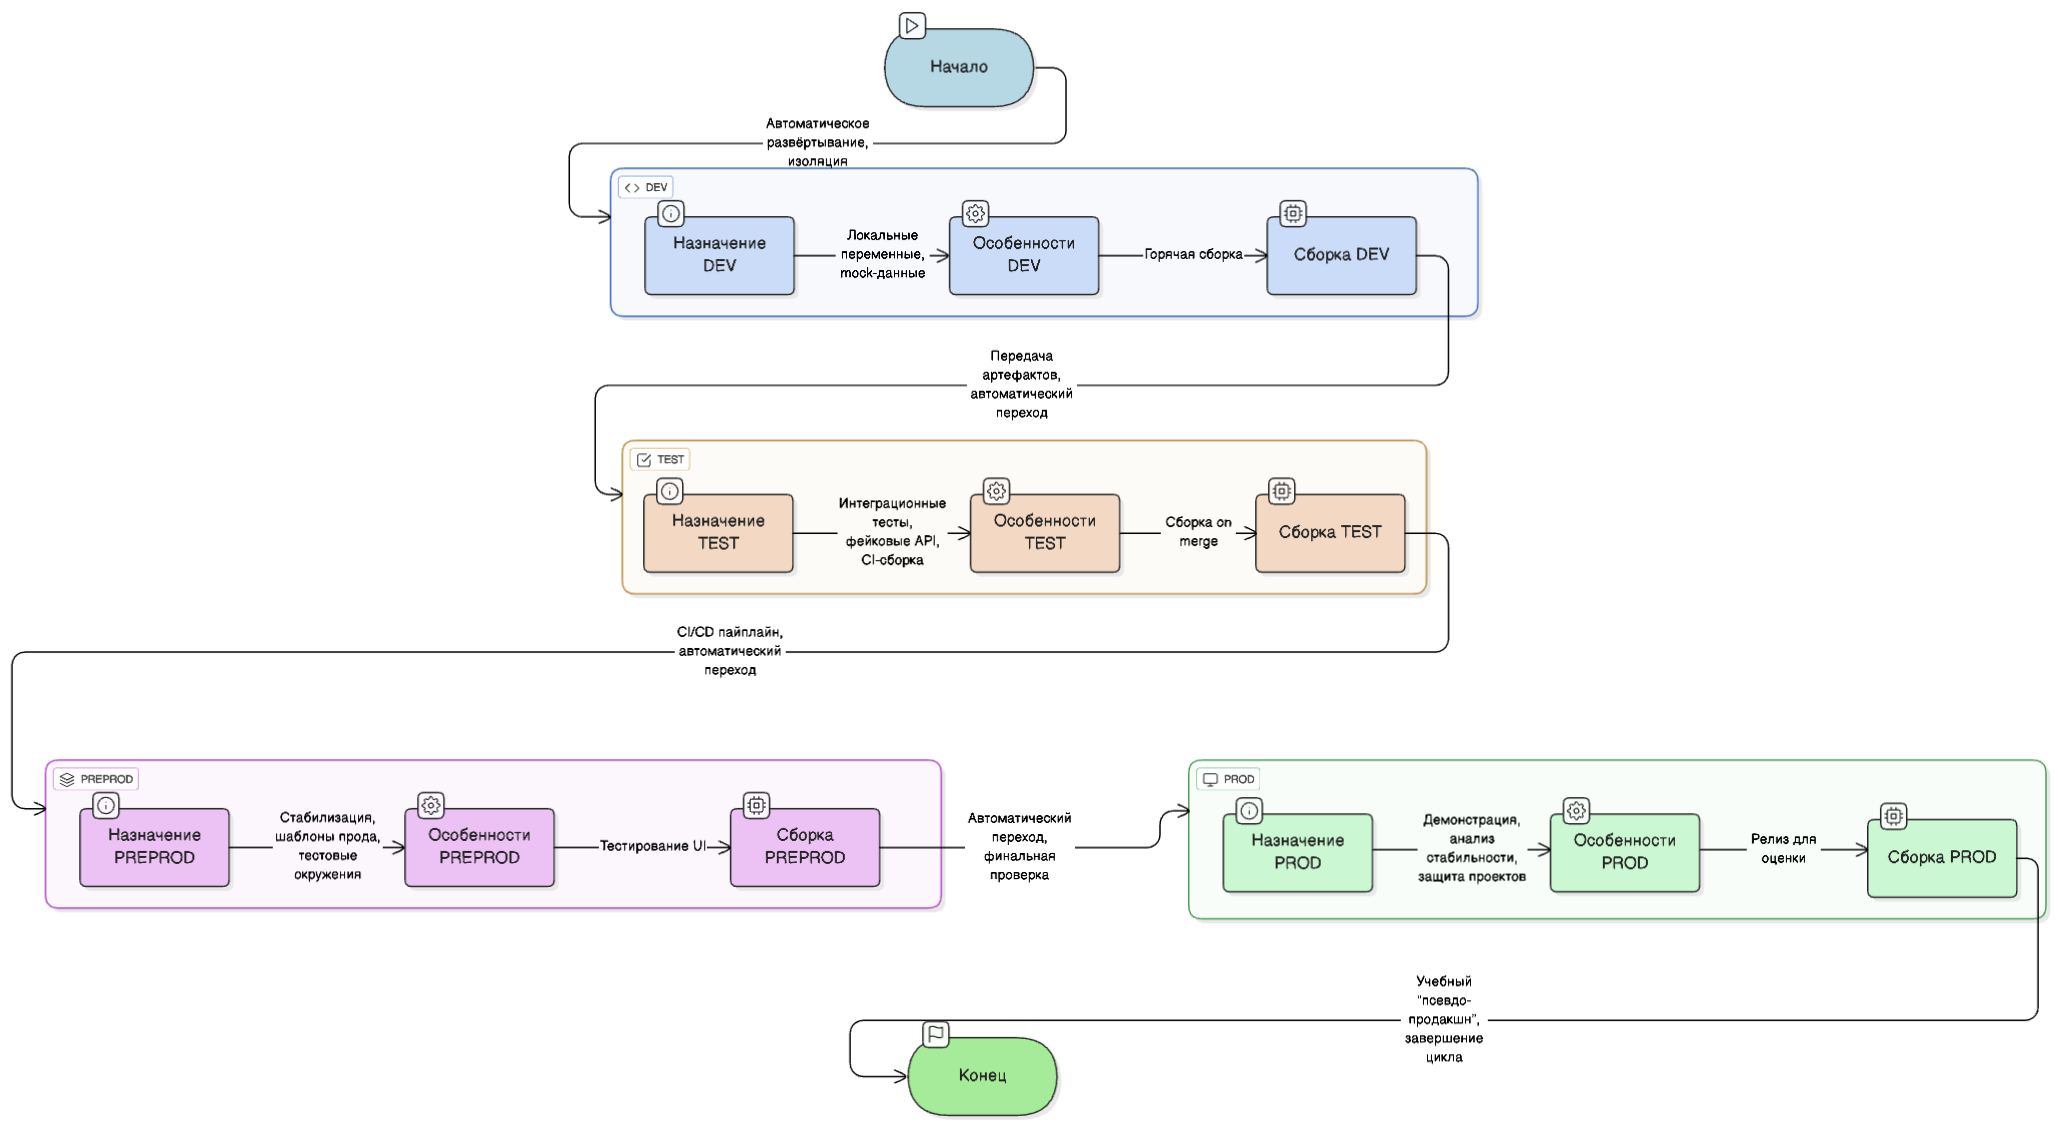 Начало
Автоматическое
развёртывание,
изоляция
DEV
Назначение
DEV
Локальные
переменные,
mock-данные
Особенности
DEV
Горячая сборка
Сборка DEV
Передача
артефактов,
автоматический
переход
TEST
Назначение
TEST
Интеграционные
тесты,
фейковые API,
CI-сборка
Особенности
TEST
Сборка on
merge
Сборка TEST
CI/CD пайплайн,
автоматический
переход
PREPROD
Назначение
PREPROD
Стабилизация,
шаблоны прода,
тестовые
окружения
Особенности
PREPROD
Тестирование UI
Сборка
PREPROD
Автоматический
переход,
финальная
проверка
PROD
Назначение
PROD
Демонстрация,
анализ
стабильности,
защита проектов
Особенности
PROD
Релиз для
оценки
Сборка PROD
Учебный
"псевдо-
продакшн",
завершение
цикла
Конец